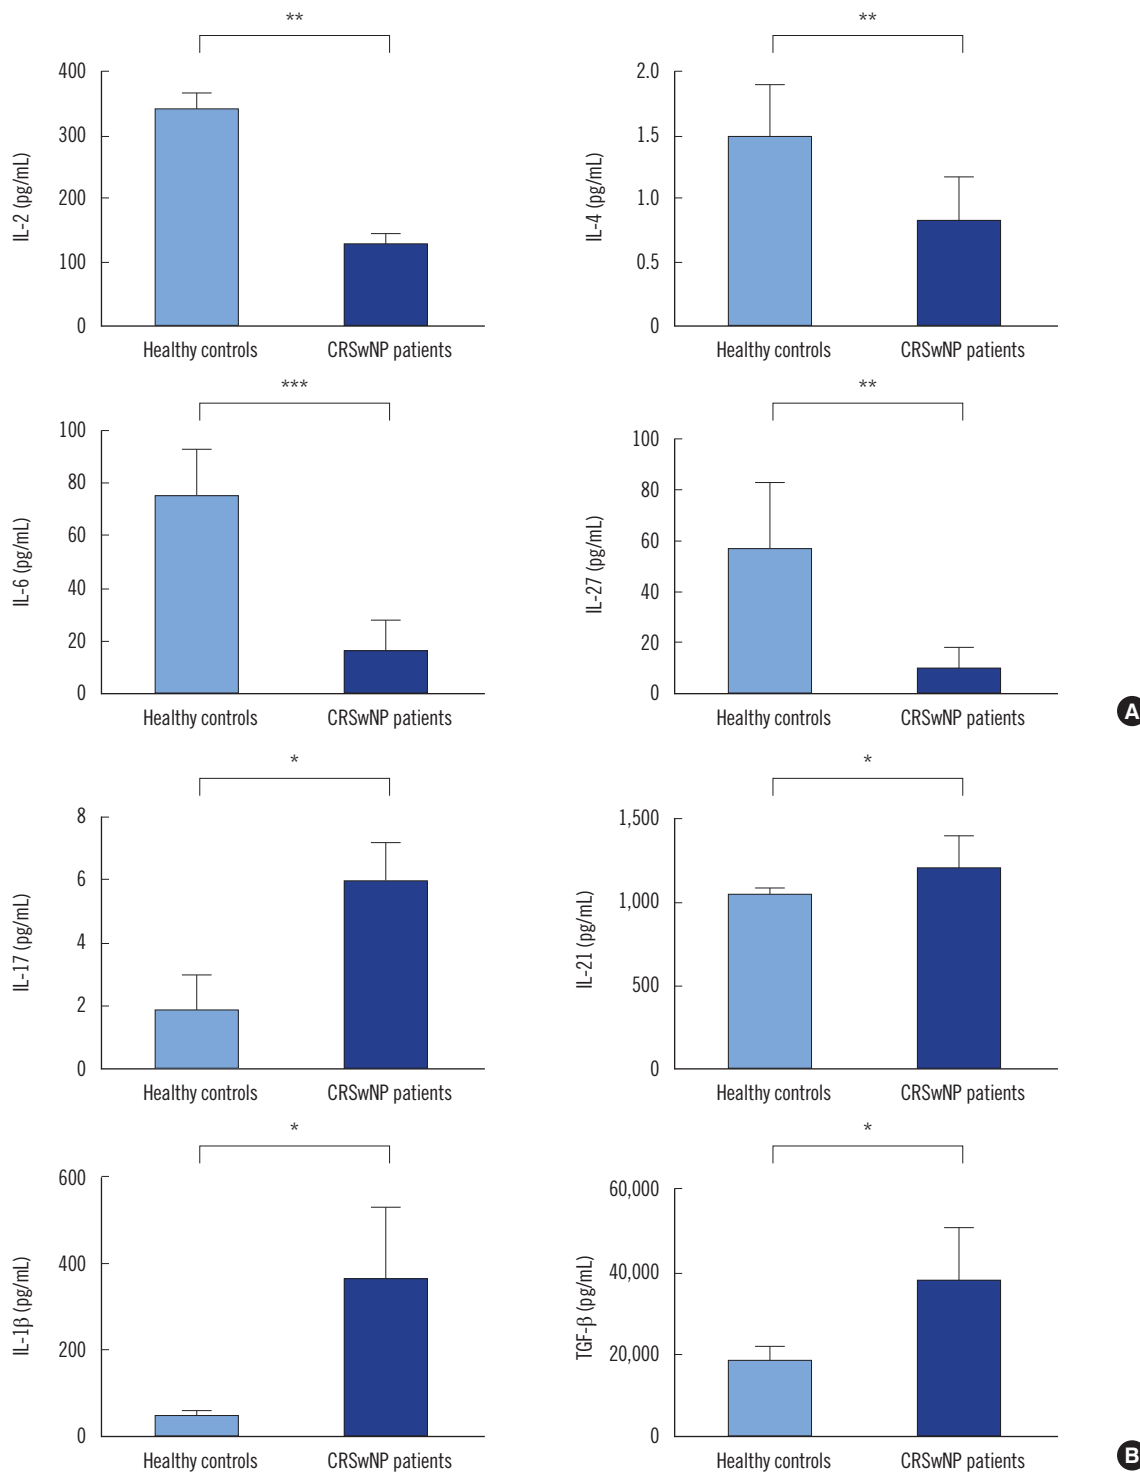 **
400
300
200
100
0
IL-2 (pg/mL)
Healthy controls
CRSwNP patients
**
2.0
1.5
1.0
0.5
0
IL-4 (pg/mL)
Healthy controls
CRSwNP patients
***
100
80
60
40
20
0
IL-6 (pg/mL)
Healthy controls
CRSwNP patients
**
100
80
60
40
20
0
IL-27 (pg/mL)
Healthy controls
CRSwNP patients
A
*
8
6
4
2
0
IL-17 (pg/mL)
Healthy controls
CRSwNP patients
*
1,500
1,000
500
0
IL-21 (pg/mL)
Healthy controls
CRSwNP patients
*
600
400
200
0
IL-1β (pg/mL)
Healthy controls
CRSwNP patients
*
60,000
40,000
20,000
0
TGF-β (pg/mL)
Healthy controls
CRSwNP patients
B